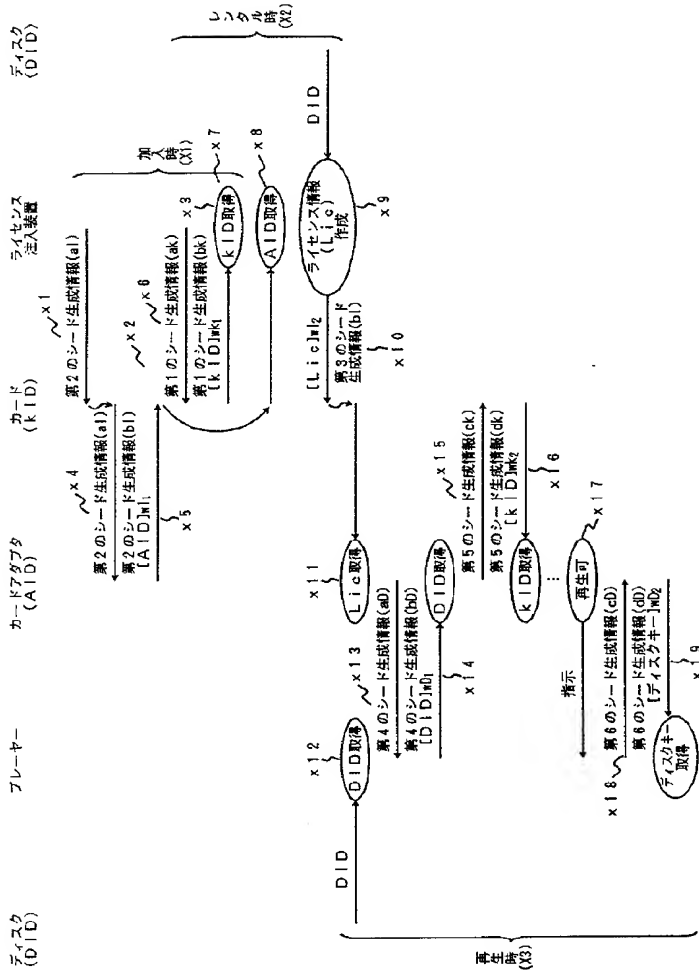 ディスク
(DID)
プレーヤー
カードアダプタ
(AID)
カード
(kID)
ライセンス
注入装置
ディスク
(DID)
x1
第2のシード生成情報(al)
加入時
(X1)
x4
第2のシード生成情報(al)
第2のシード生成情報(bl)
[AID]wl₁
x5
x2
x6
第1のシード生成情報(ak)
第1のシード生成情報(bk)
[kID]wk₁
x3
kID取得
x7
AID取得
x8
レンタル時
(X2)
DID
ライセンス情報
(Lic)
作成
x9
[Lic]wl₂
第3のシード
生成情報(bl)
x10
再生時
(X3)
DID
x12
DID取得
x11
Lic取得
x13
第4のシード生成情報(aD)
第4のシード生成情報(bD)
[DID]wD₁
x14
DID取得
x15
第5のシード生成情報(ck)
第5のシード生成情報(dk)
[kID]wk₂
x16
kID取得
再生可
x17
指示
x18
第6のシード生成情報(cD)
第6のシード生成情報(dD)
[ディスクキー]wD₂
x19
ディスクキー
取得